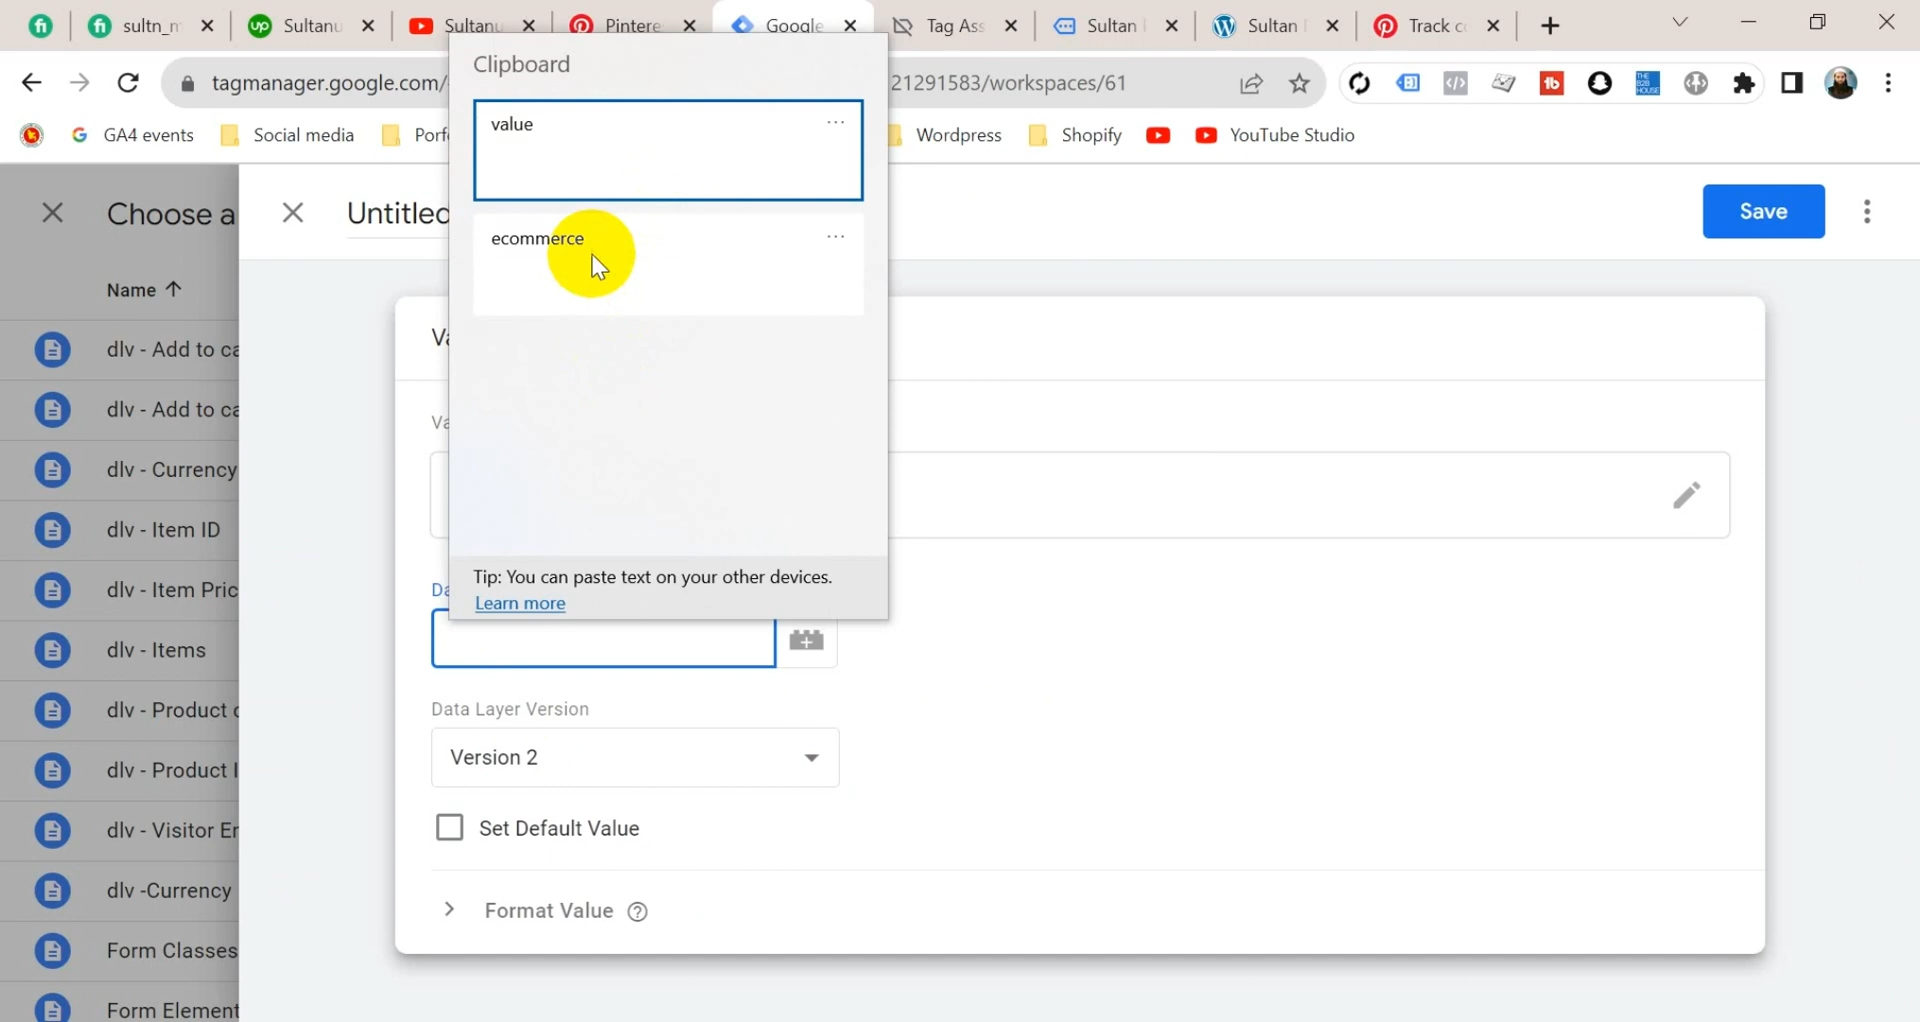 sultn_m
Sultanu
Sultanu
Pintere
Google
Tag Ass
Sultan
Sultan
Track c
tagmanager.google.com/
21291583/workspaces/61
GA4 events
Social media
Porf
Wordpress
Shopify
YouTube Studio
Clipboard
value
ecommerce
Tip: You can paste text on your other devices.
Learn more
Choose a
Untitled
Save
Name
dlv - Add to ca
dlv - Add to ca
dlv - Currency
dlv - Item ID
dlv - Item Pric
dlv - Items
dlv - Product
dlv - Product I
dlv - Visitor Er
dlv -Currency
Form Classes
Form Element
Va
Va
Da
Data Layer Version
Version 2
Set Default Value
Format Value